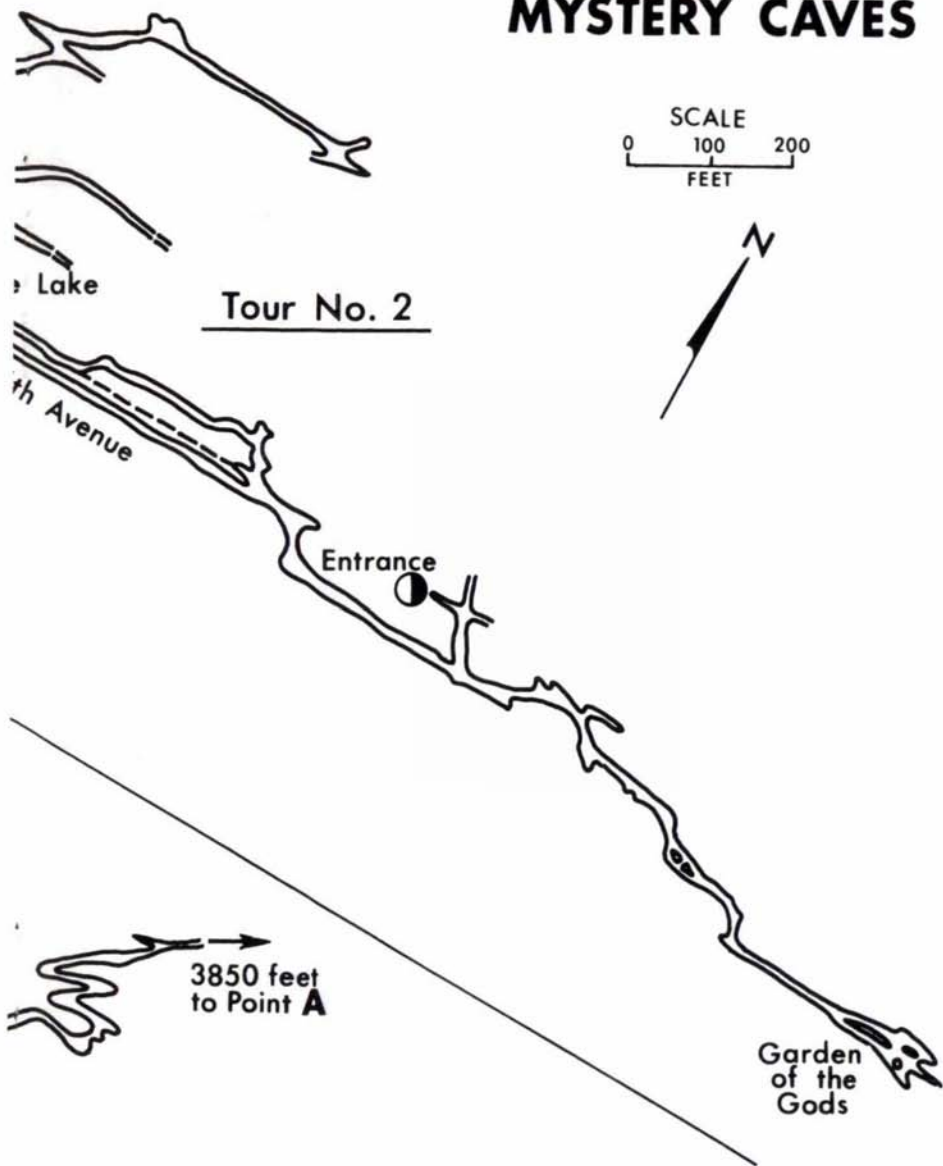 MYSTERY CAVES
SCALE
0 100 200
FEET
N
Lake
Tour No. 2
Avenue
Entrance
3850 feet
to Point A
Garden
of the
Gods